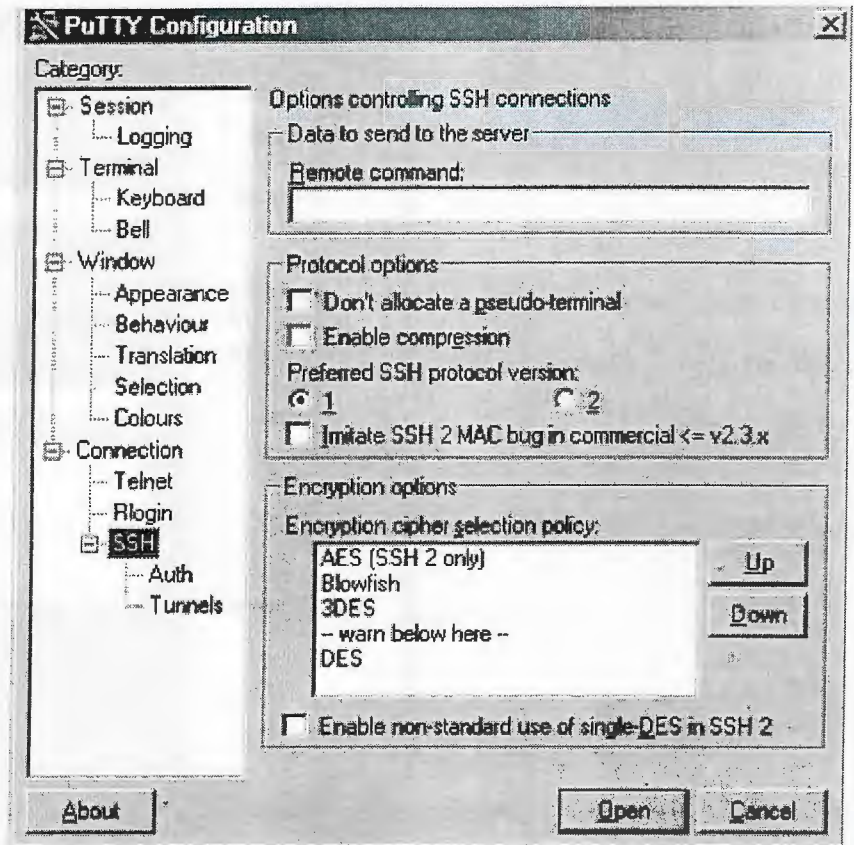 PuTTY Configuration
Category:
Session
Logging
Terminal
Keyboard
Bell
Window
Appearance
Behaviour
Translation
Selection
Colours
Connection
Telnet
Rlogin
SSH
Auth
Tunnels
Options controlling SSH connections
Data to send to the server
Remote command:
Protocol options
Don't allocate a pseudo-terminal
Enable compression
Preferred SSH protocol version:
1 2
Imitate SSH 2 MAC bug in commercial <= v2.3.x
Encryption options
Encryption cipher selection policy:
AES (SSH 2 only)
Blowfish
3DES
-- warn below here --
DES
Up
Down
Enable non-standard use of single-DES in SSH 2
About
Open
Cancel